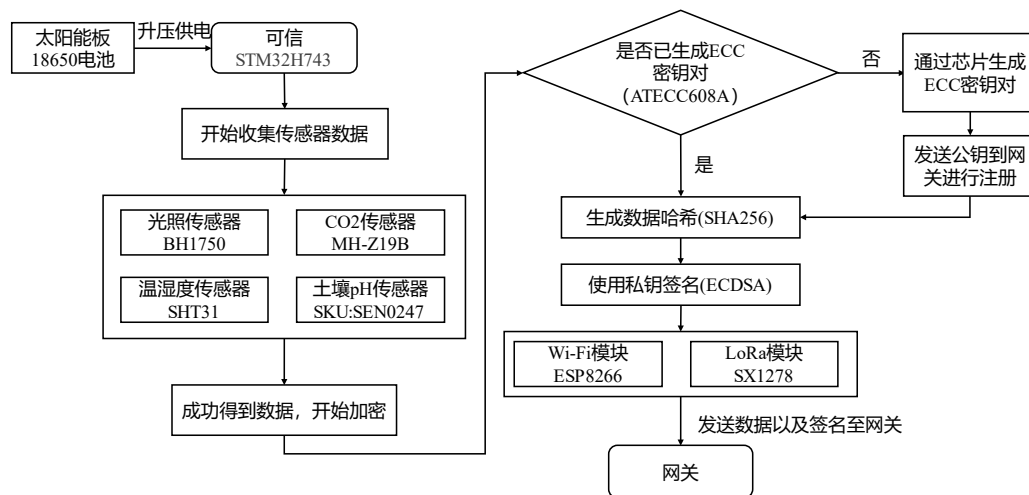 太阳能板
18650电池
升压供电
可信
STM32H743
开始收集传感器数据
光照传感器
BH1750
CO2传感器
MH-Z19B
温湿度传感器
SHT31
土壤pH传感器
SKU:SEN0247
成功得到数据，开始加密
是否已生成ECC
密钥对
（ATECC608A）
否
通过芯片生成
ECC密钥对
发送公钥到网
关进行注册
是
生成数据哈希(SHA256)
使用私钥签名(ECDSA)
Wi-Fi模块
ESP8266
LoRa模块
SX1278
发送数据以及签名至网关
网关